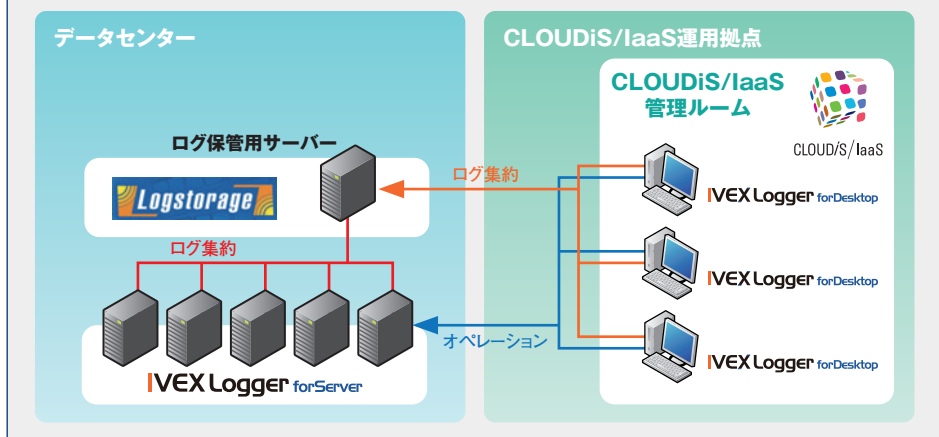 データセンター
ログ保管用サーバー
Logstorage
ログ集約
IVEX Logger forServer
ログ集約
オペレーション
CLOUDiS/IaaS運用拠点
CLOUDiS/IaaS
管理ルーム
CLOUDiS/IaaS
IVEX Logger forDesktop
IVEX Logger forDesktop
IVEX Logger forDesktop